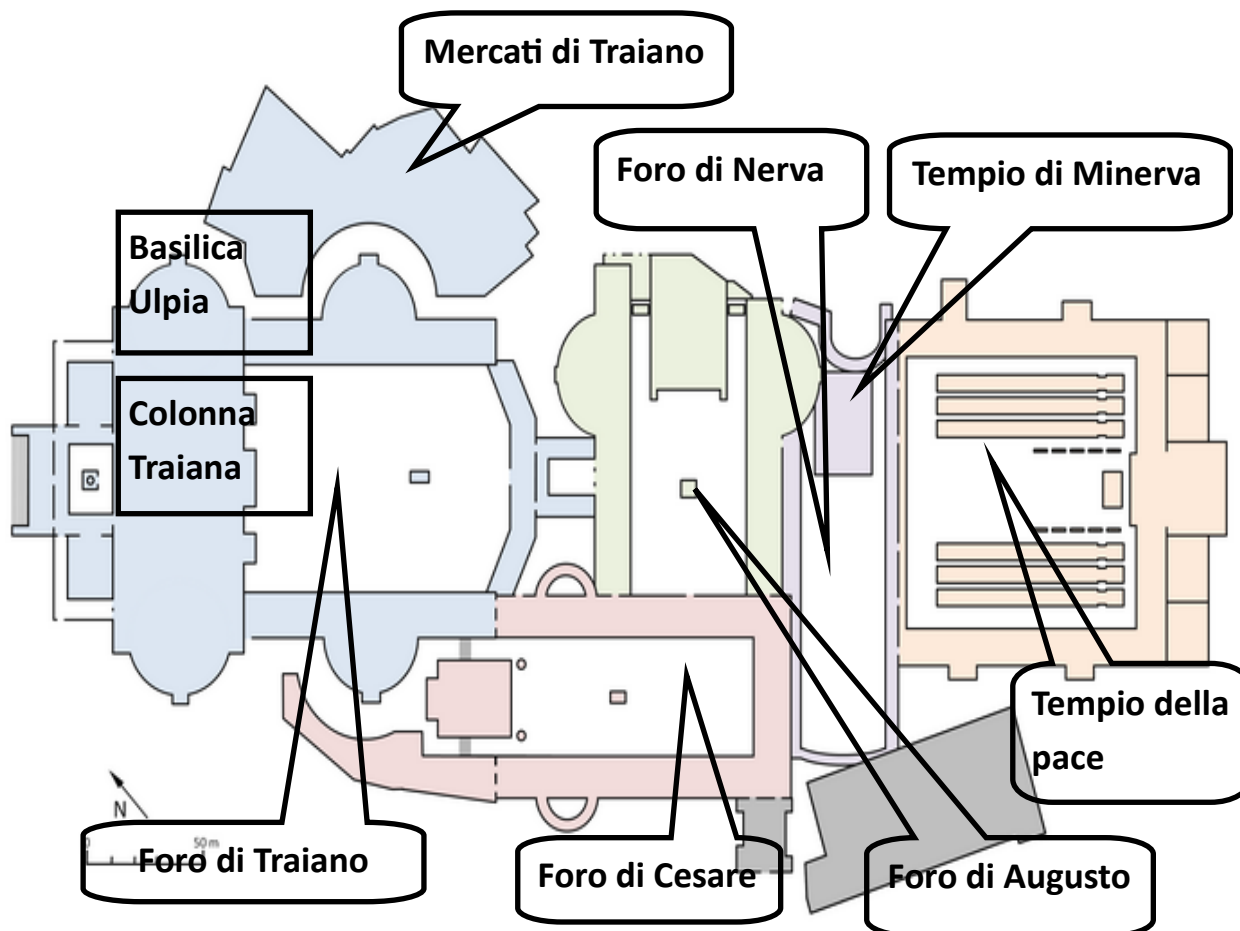 Mercati di Traiano
Foro di Nerva
Tempio di Minerva
Basilica
Ulpia
Colonna
Traiana
Tempio della
pace
N
50 m
Foro di Traiano
Foro di Cesare
Foro di Augusto